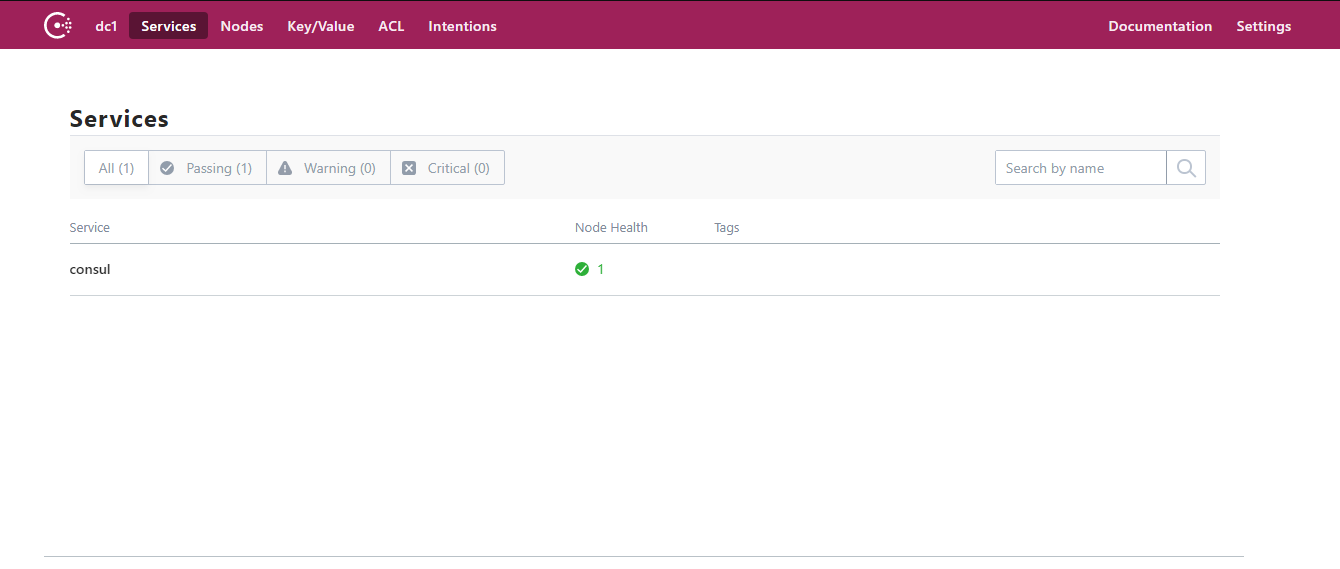 dc1 Services Nodes Key/Value ACL Intentions Documentation Settings
Services
All (1) Passing (1) Warning (0) Critical (0) Search by name
Service Node Health Tags
consul 1